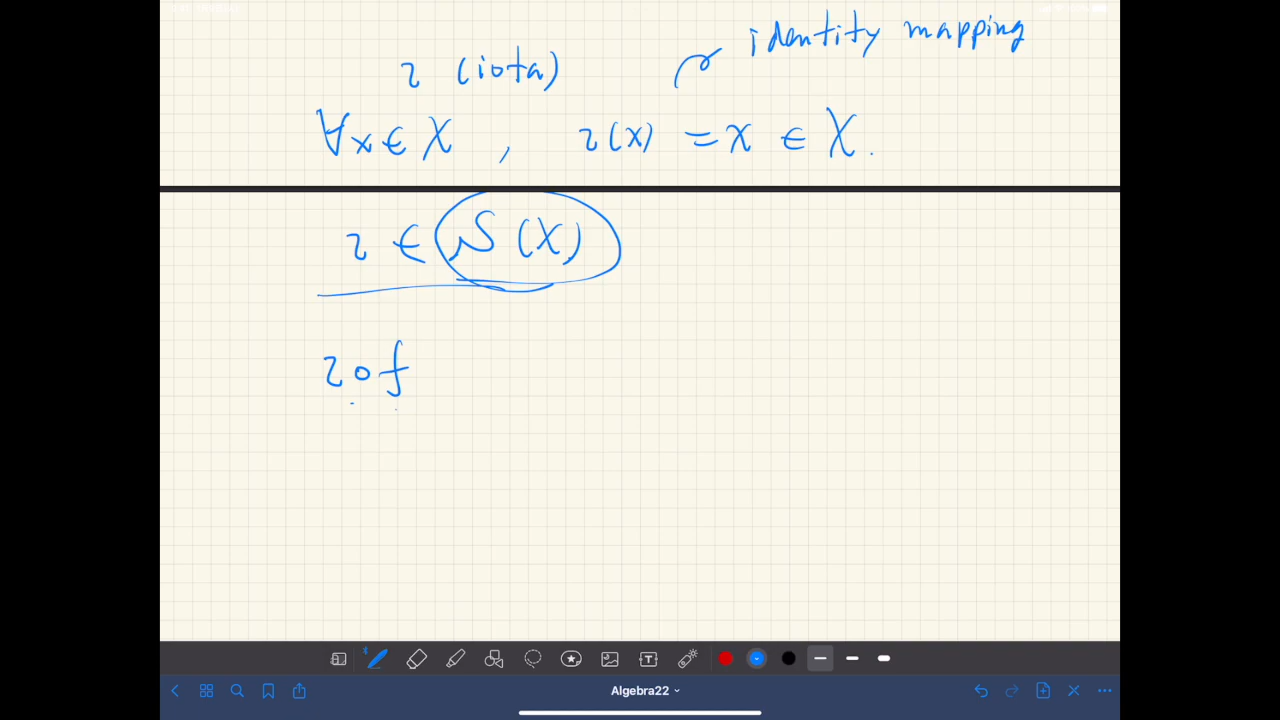 identity mapping
ι (iota)
∀x ∈ X , ι(x) = x ∈ X.
ι ∈ S(X)
ι∘f
Algebra22